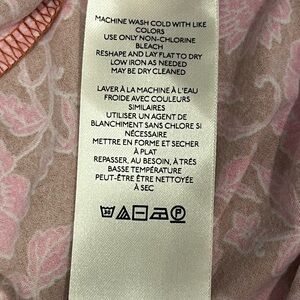 MACHINE WASH COLD WITH LIKE
COLORS
USE ONLY NON-CHLORINE
BLEACH
RESHAPE AND LAY FLAT TO DRY
LOW IRON AS NEEDED
MAY BE DRY CLEANED
LAVER À LA MACHINE À L'EAU
FROIDE AVEC COULEURS
SIMILAIRES
UTILISER UN AGENT DE
BLANCHIMENT SANS CHLORE SI
NÉCESSAIRE
METTRE EN FORME ET SECHER
À PLAT
REPASSER, AU BESOIN, À TRÉS
BASSE TEMPÉRATURE
PEUT-ÊTRE ÊTRE NETTOYÉE
À SEC